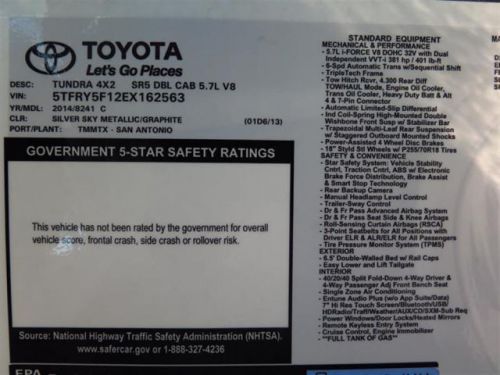 TOYOTA
Let's Go Places
DESC: TUNDRA 4X2 SR5 DBL CAB 5.7L V8
VIN: 5TFRY5F12EX162563
YR/MDL: 2014/8241 C
CLR: SILVER SKY METALLIC/GRAPHITE (01D6/13)
PORT/PLANT: TMMTX - SAN ANTONIO
GOVERNMENT 5-STAR SAFETY RATINGS
This vehicle has not been rated by the government for overall
vehicle score, frontal crash, side crash or rollover risk.
Source: National Highway Traffic Safety Administration (NHTSA).
www.safercar.gov or 1-888-327-4236
EPA
STANDARD EQUIPMENT
MECHANICAL & PERFORMANCE
- 5.7L i-FORCE V8 DOHC 32V with Dual
Independent VVT-i 381 hp / 401 lb-ft
- 6-Spd Automatic Trans w/Sequential Shift
- TripleTech Frame
- Tow Hitch Rcvr, 4.300 Rear Diff
- TOW/HAUL Mode, Engine Oil Cooler,
Trans Oil Cooler, Heavy Duty Batt & Alt
4 & 7-Pin Connector
- Automatic Limited-Slip Differential
- Ind Coil-Spring High-Mounted Double
Wishbone Front Susp w/ Stabilizer Bar
- Trapezoidal Multi-Leaf Rear Suspension
w/ Staggered Outboard Mounted Shocks
- Power-Assisted 4 Wheel Disc Brakes
- 18" Styld Stl Wheels w/ P255/70R18 Tires
SAFETY & CONVENIENCE
- Star Safety System: Vehicle Stability
Cntrl, Traction Cntrl, ABS w/ Electronic
Brake Force Distribution, Brake Assist
& Smart Stop Technology
- Rear Backup Camera
- Manual Headlamp Level Control
- Trailer-Sway Control
- Dr & Fr Pass Advanced Airbag System
- Dr & Fr Pass Seat Side & Knee Airbags
- Roll-Sensing Curtain Airbags (RSCA)
- 3-Point Seatbelts for All Positions w/
Driver ELR & ALR/ELR for All Passengers
- Tire Pressure Monitor System (TPMS)
EXTERIOR
- 6.5' Double-Walled Bed w/ Rail Caps
- Easy Lower and Lift Tailgate
INTERIOR
- 40/20/40 Split Fold-Down 4-Way Driver &
4-Way Passenger Adj Front Bench Seat
- Single Zone Air Conditioning
- Entune Audio Plus (w/o App Suite/Data)
7" Hi Res Touch Screen/Bluetooth/USB
HDRadio/Traf/Weather/AUX/CD/SXM-Sub Req
- Power Windows/Door Locks/Heated Mirrors
- Remote Keyless Entry System
- Cruise Control, Engine Immobilizer
- **FULL TANK OF GAS**